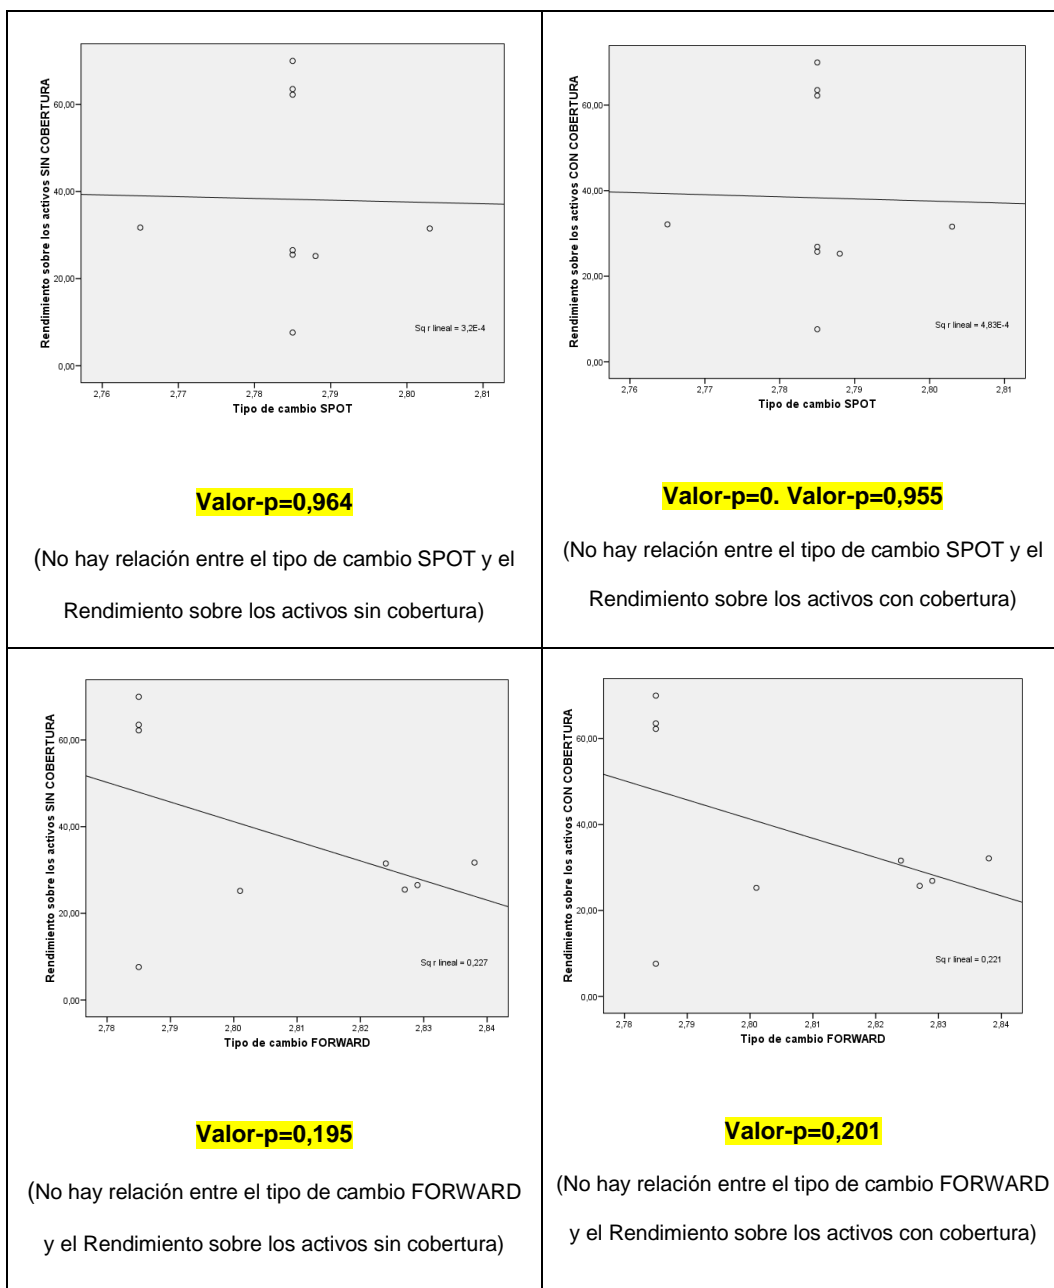 Rendimiento sobre los activos SIN COBERTURA
60,00
40,00
20,00
0,00
Sq r lineal = 3,2E-4
2,76 2,77 2,78 2,79 2,80 2,81
Tipo de cambio SPOT
Valor-p=0,964
(No hay relación entre el tipo de cambio SPOT y el
Rendimiento sobre los activos sin cobertura)
Rendimiento sobre los activos CON COBERTURA
60,00
40,00
20,00
0,00
Sq r lineal = 4,83E-4
2,76 2,77 2,78 2,79 2,80 2,81
Tipo de cambio SPOT
Valor-p=0. Valor-p=0,955
(No hay relación entre el tipo de cambio SPOT y el
Rendimiento sobre los activos con cobertura)
Rendimiento sobre los activos SIN COBERTURA
60,00
40,00
20,00
0,00
Sq r lineal = 0,227
2,78 2,79 2,80 2,81 2,82 2,83 2,84
Tipo de cambio FORWARD
Valor-p=0,195
(No hay relación entre el tipo de cambio FORWARD
y el Rendimiento sobre los activos sin cobertura)
Rendimiento sobre los activos CON COBERTURA
60,00
40,00
20,00
0,00
Sq r lineal = 0,221
2,78 2,79 2,80 2,81 2,82 2,83 2,84
Tipo de cambio FORWARD
Valor-p=0,201
(No hay relación entre el tipo de cambio FORWARD
y el Rendimiento sobre los activos con cobertura)